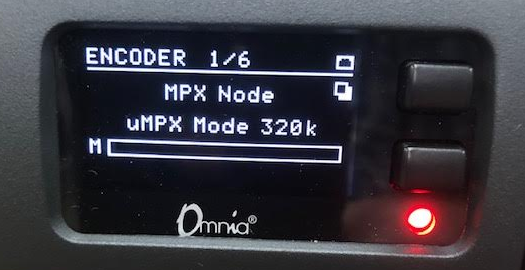 ENCODER 1/6
MPX Node
uMPX Mode 320k
M
Omnia®